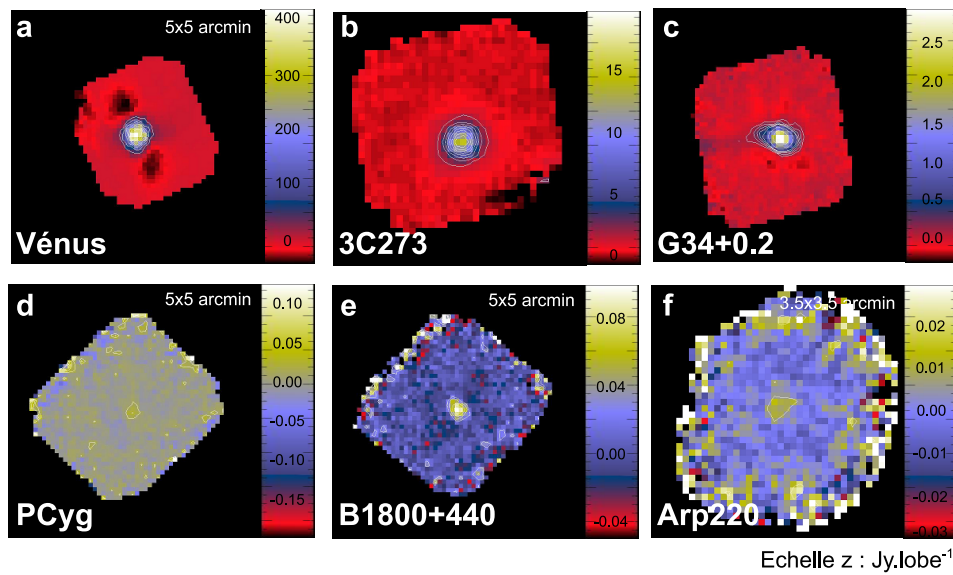 a
5x5 arcmin
400
300
200
100
0
Vénus
b
15
10
5
0
3C273
c
2.5
2.0
1.5
1.0
0.5
0.0
G34+0.2
d
5x5 arcmin
0.10
0.05
0.00
-0.05
-0.10
-0.15
PCyg
e
5x5 arcmin
0.08
0.04
0.00
-0.04
B1800+440
f
3.5x3.5 arcmin
0.02
0.01
0.00
-0.01
-0.02
-0.03
Arp220
Echelle z : Jy.lobe⁻¹